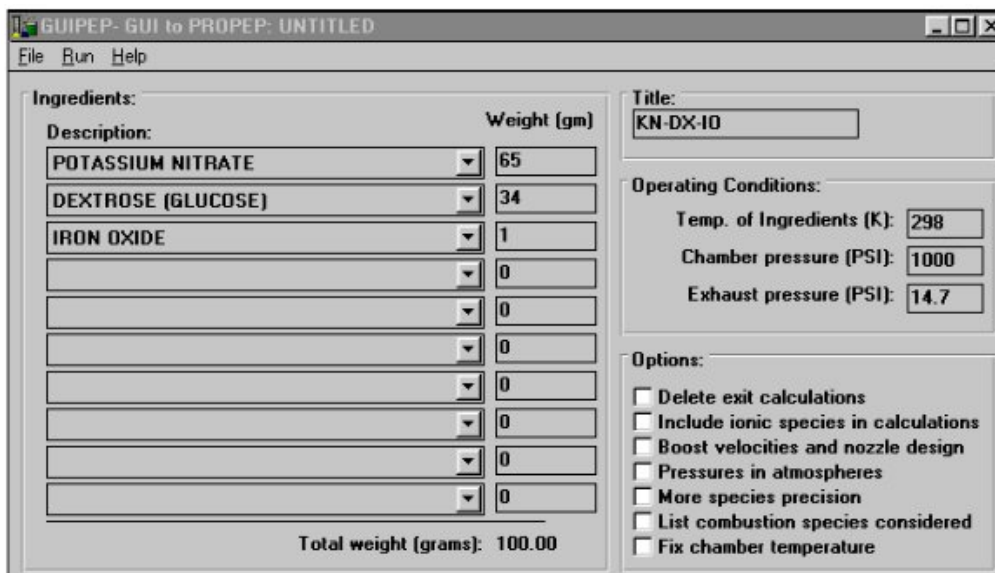 GUIPEP- GUI to PROPEP: UNTITLED
File Run Help
Ingredients:
Description:
Weight (gm)
POTASSIUM NITRATE 65
DEXTROSE (GLUCOSE) 34
IRON OXIDE 1
0
0
0
0
0
0
0
Total weight (grams): 100.00
Title:
KN-DX-IO
Operating Conditions:
Temp. of Ingredients (K): 298
Chamber pressure (PSI): 1000
Exhaust pressure (PSI): 14.7
Options:
Delete exit calculations
Include ionic species in calculations
Boost velocities and nozzle design
Pressures in atmospheres
More species precision
List combustion species considered
Fix chamber temperature